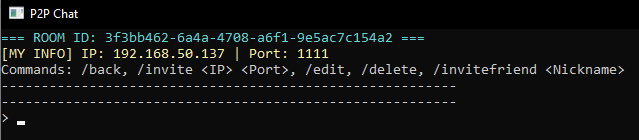 P2P Chat
=== ROOM ID: 3f3bb462-6a4a-4708-a6f1-9e5ac7c154a2 ===
[MY INFO] IP: 192.168.50.137 | Port: 1111
Commands: /back, /invite <IP> <Port>, /edit, /delete, /invitefriend <Nickname>
---------------------------------------------------------
---------------------------------------------------------
> _